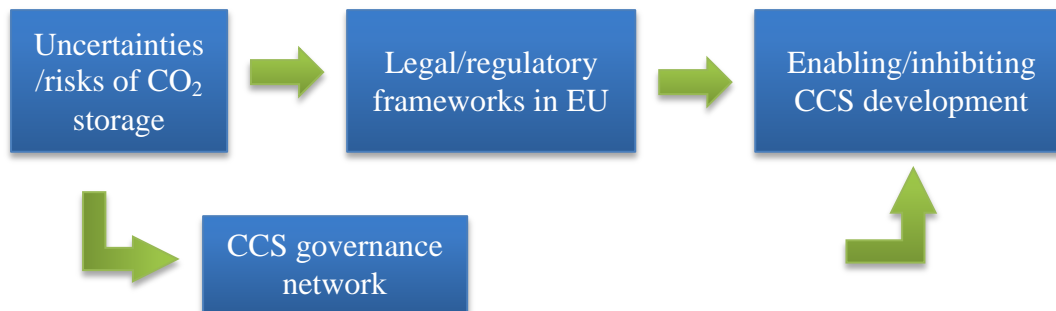 Uncertainties
/risks of CO₂
storage
Legal/regulatory
frameworks in EU
Enabling/inhibiting
CCS development
CCS governance
network